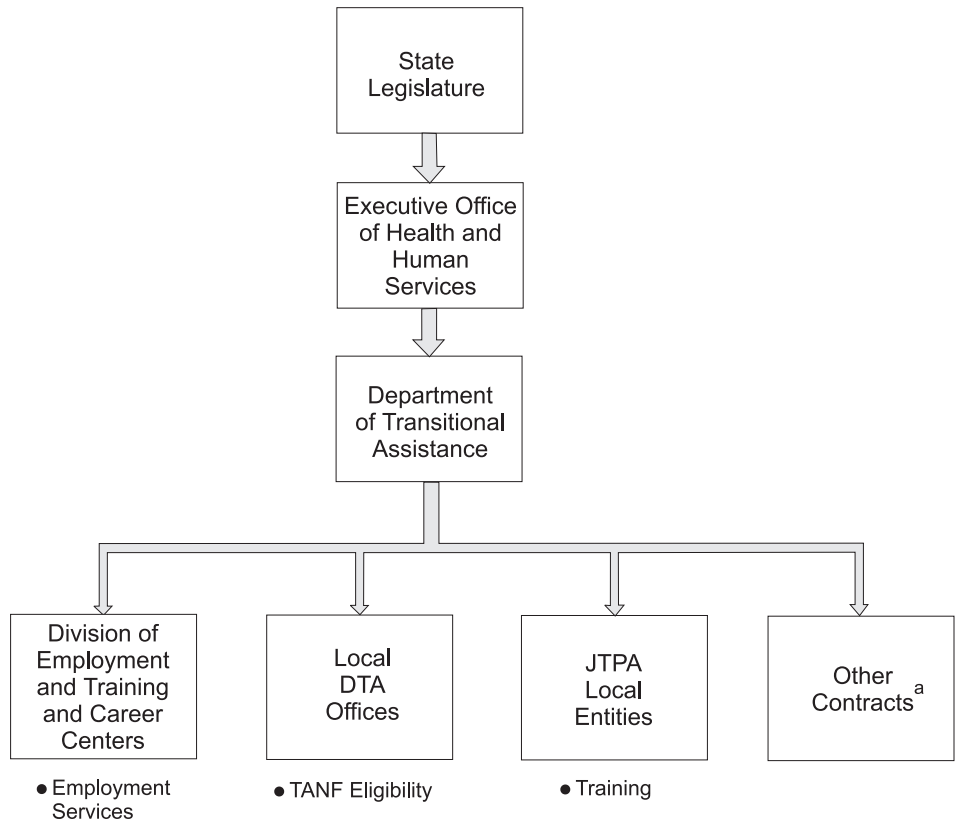 State
Legislature
Executive Office
of Health and
Human
Services
Department
of Transitional
Assistance
Division of
Employment
and Training
and Career
Centers
Local
DTA
Offices
JTPA
Local
Entities
Other
Contracts a
● Employment
Services
● TANF Eligibility
● Training